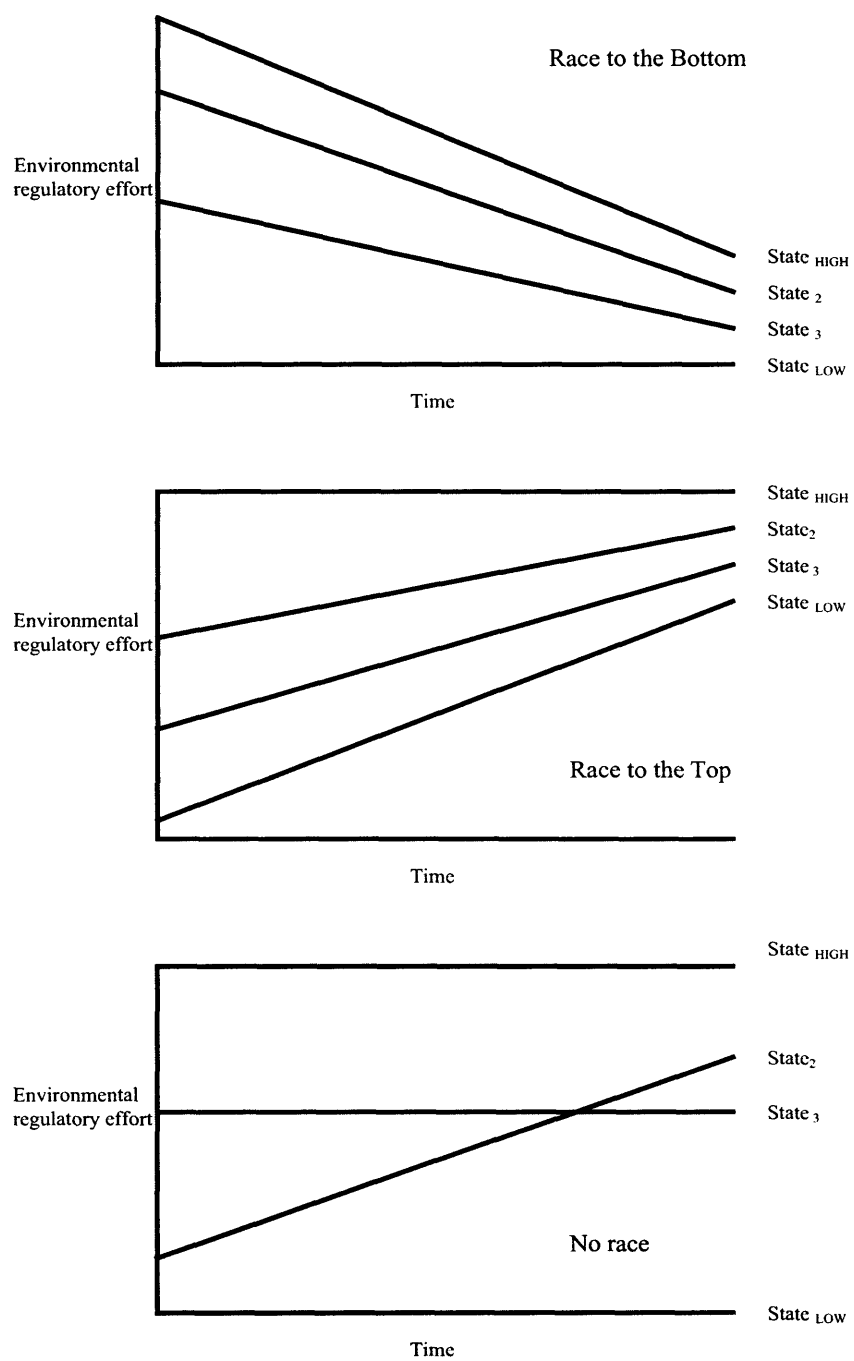 Race to the Bottom
Environmental
regulatory effort
State HIGH
State 2
State 3
State LOW
Time
State HIGH
State2
State 3
State LOW
Environmental
regulatory effort
Race to the Top
Time
State HIGH
State2
State 3
Environmental
regulatory effort
No race
State LOW
Time